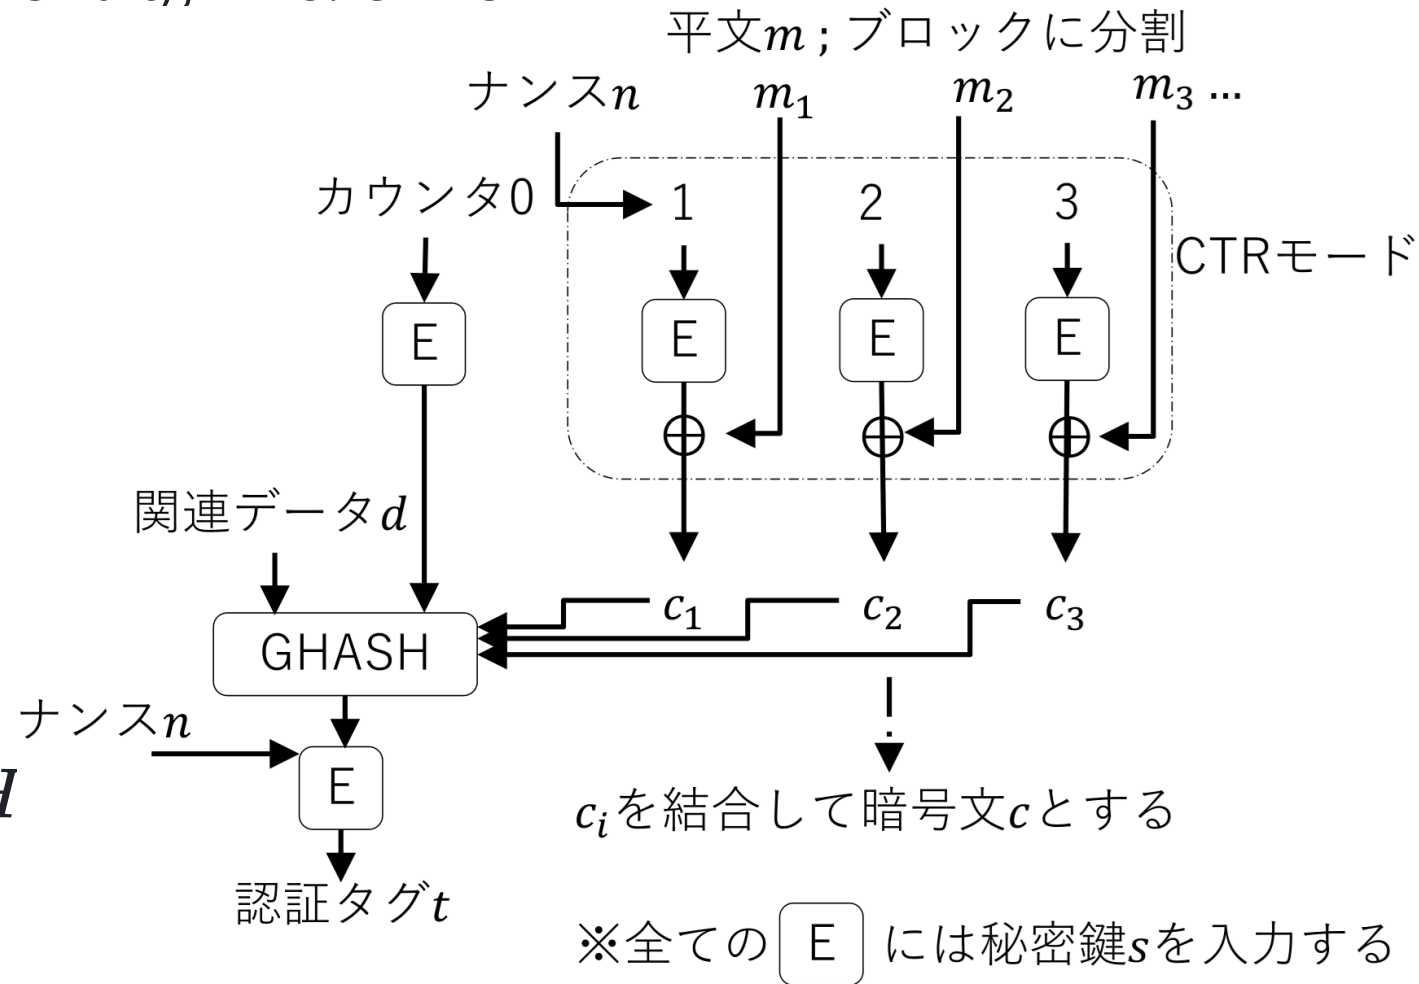 平文m ; ブロックに分割
ナンスn
m₁
m₂
m₃ ...
カウンタ0
1
2
3
CTRモード
E
E
E
E
関連データd
c₁
c₂
c₃
GHASH
ナンスn
E
cᵢを結合して暗号文cとする
認証タグt
※全ての E には秘密鍵sを入力する